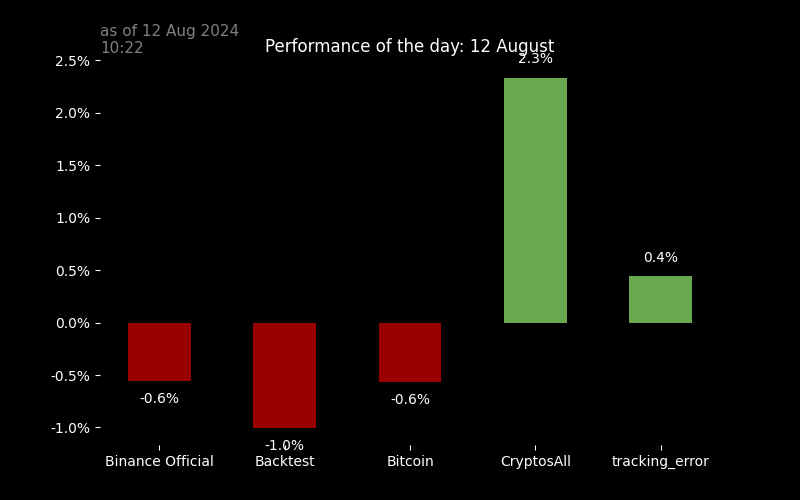 as of 12 Aug 2024
10:22
Performance of the day: 12 August
2.5%
2.0%
1.5%
1.0%
0.5%
0.0%
-0.5%
-1.0%
-0.6%
-1.0%
-0.6%
2.3%
0.4%
Binance Official
Backtest
Bitcoin
CryptosAll
tracking_error